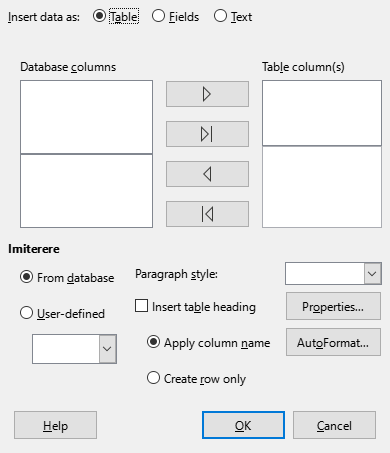 Insert data as: Table Fields Text
Database columns Table column(s)
Imiterere
From database Paragraph style:
User-defined Insert table heading Properties...
Apply column name AutoFormat...
Create row only
Help OK Cancel